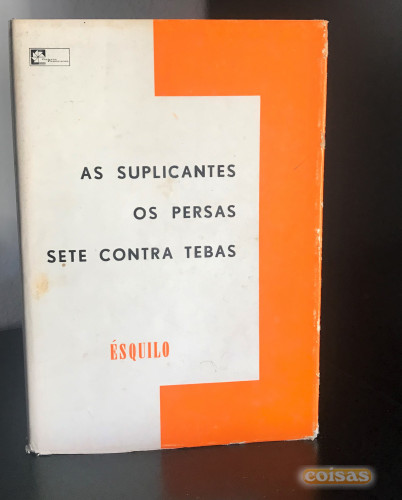 AS SUPLICANTES
OS PERSAS
SETE CONTRA TEBAS
ÉSQUILO
coisas